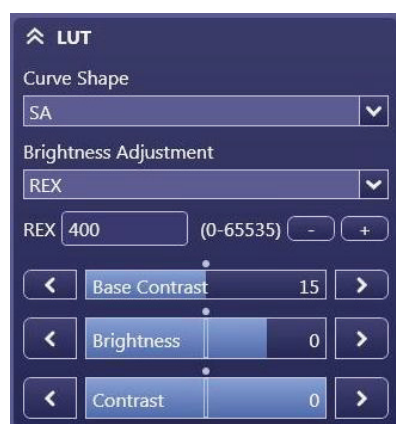 LUT
Curve Shape
SA
Brightness Adjustment
REX
REX 400 (0-65535) - +
Base Contrast 15
Brightness 0
Contrast 0